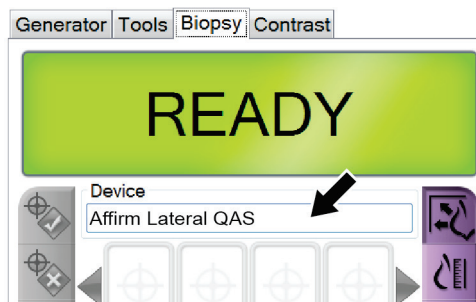 Generator Tools Biopsy Contrast
READY
Device
Affirm Lateral QAS